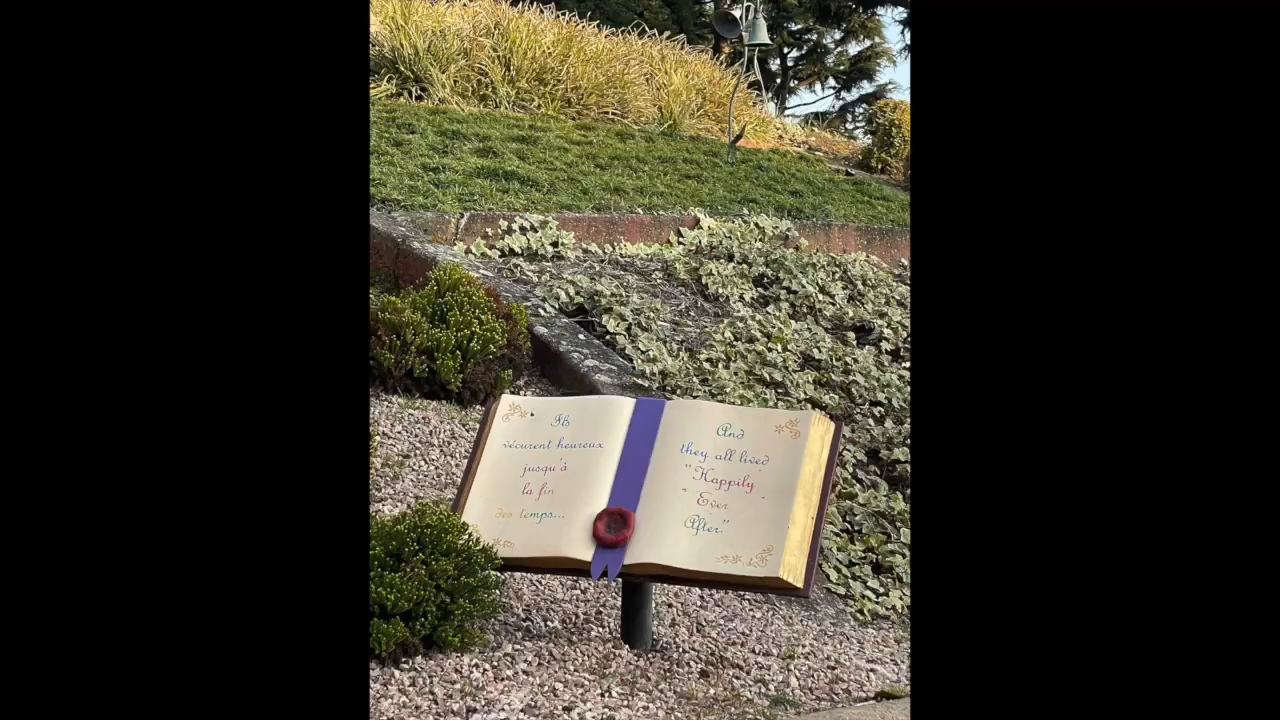 Ils
vécurent heureux
jusqu'à
la fin
des temps...
And
they all lived
"Happily
Ever
After."